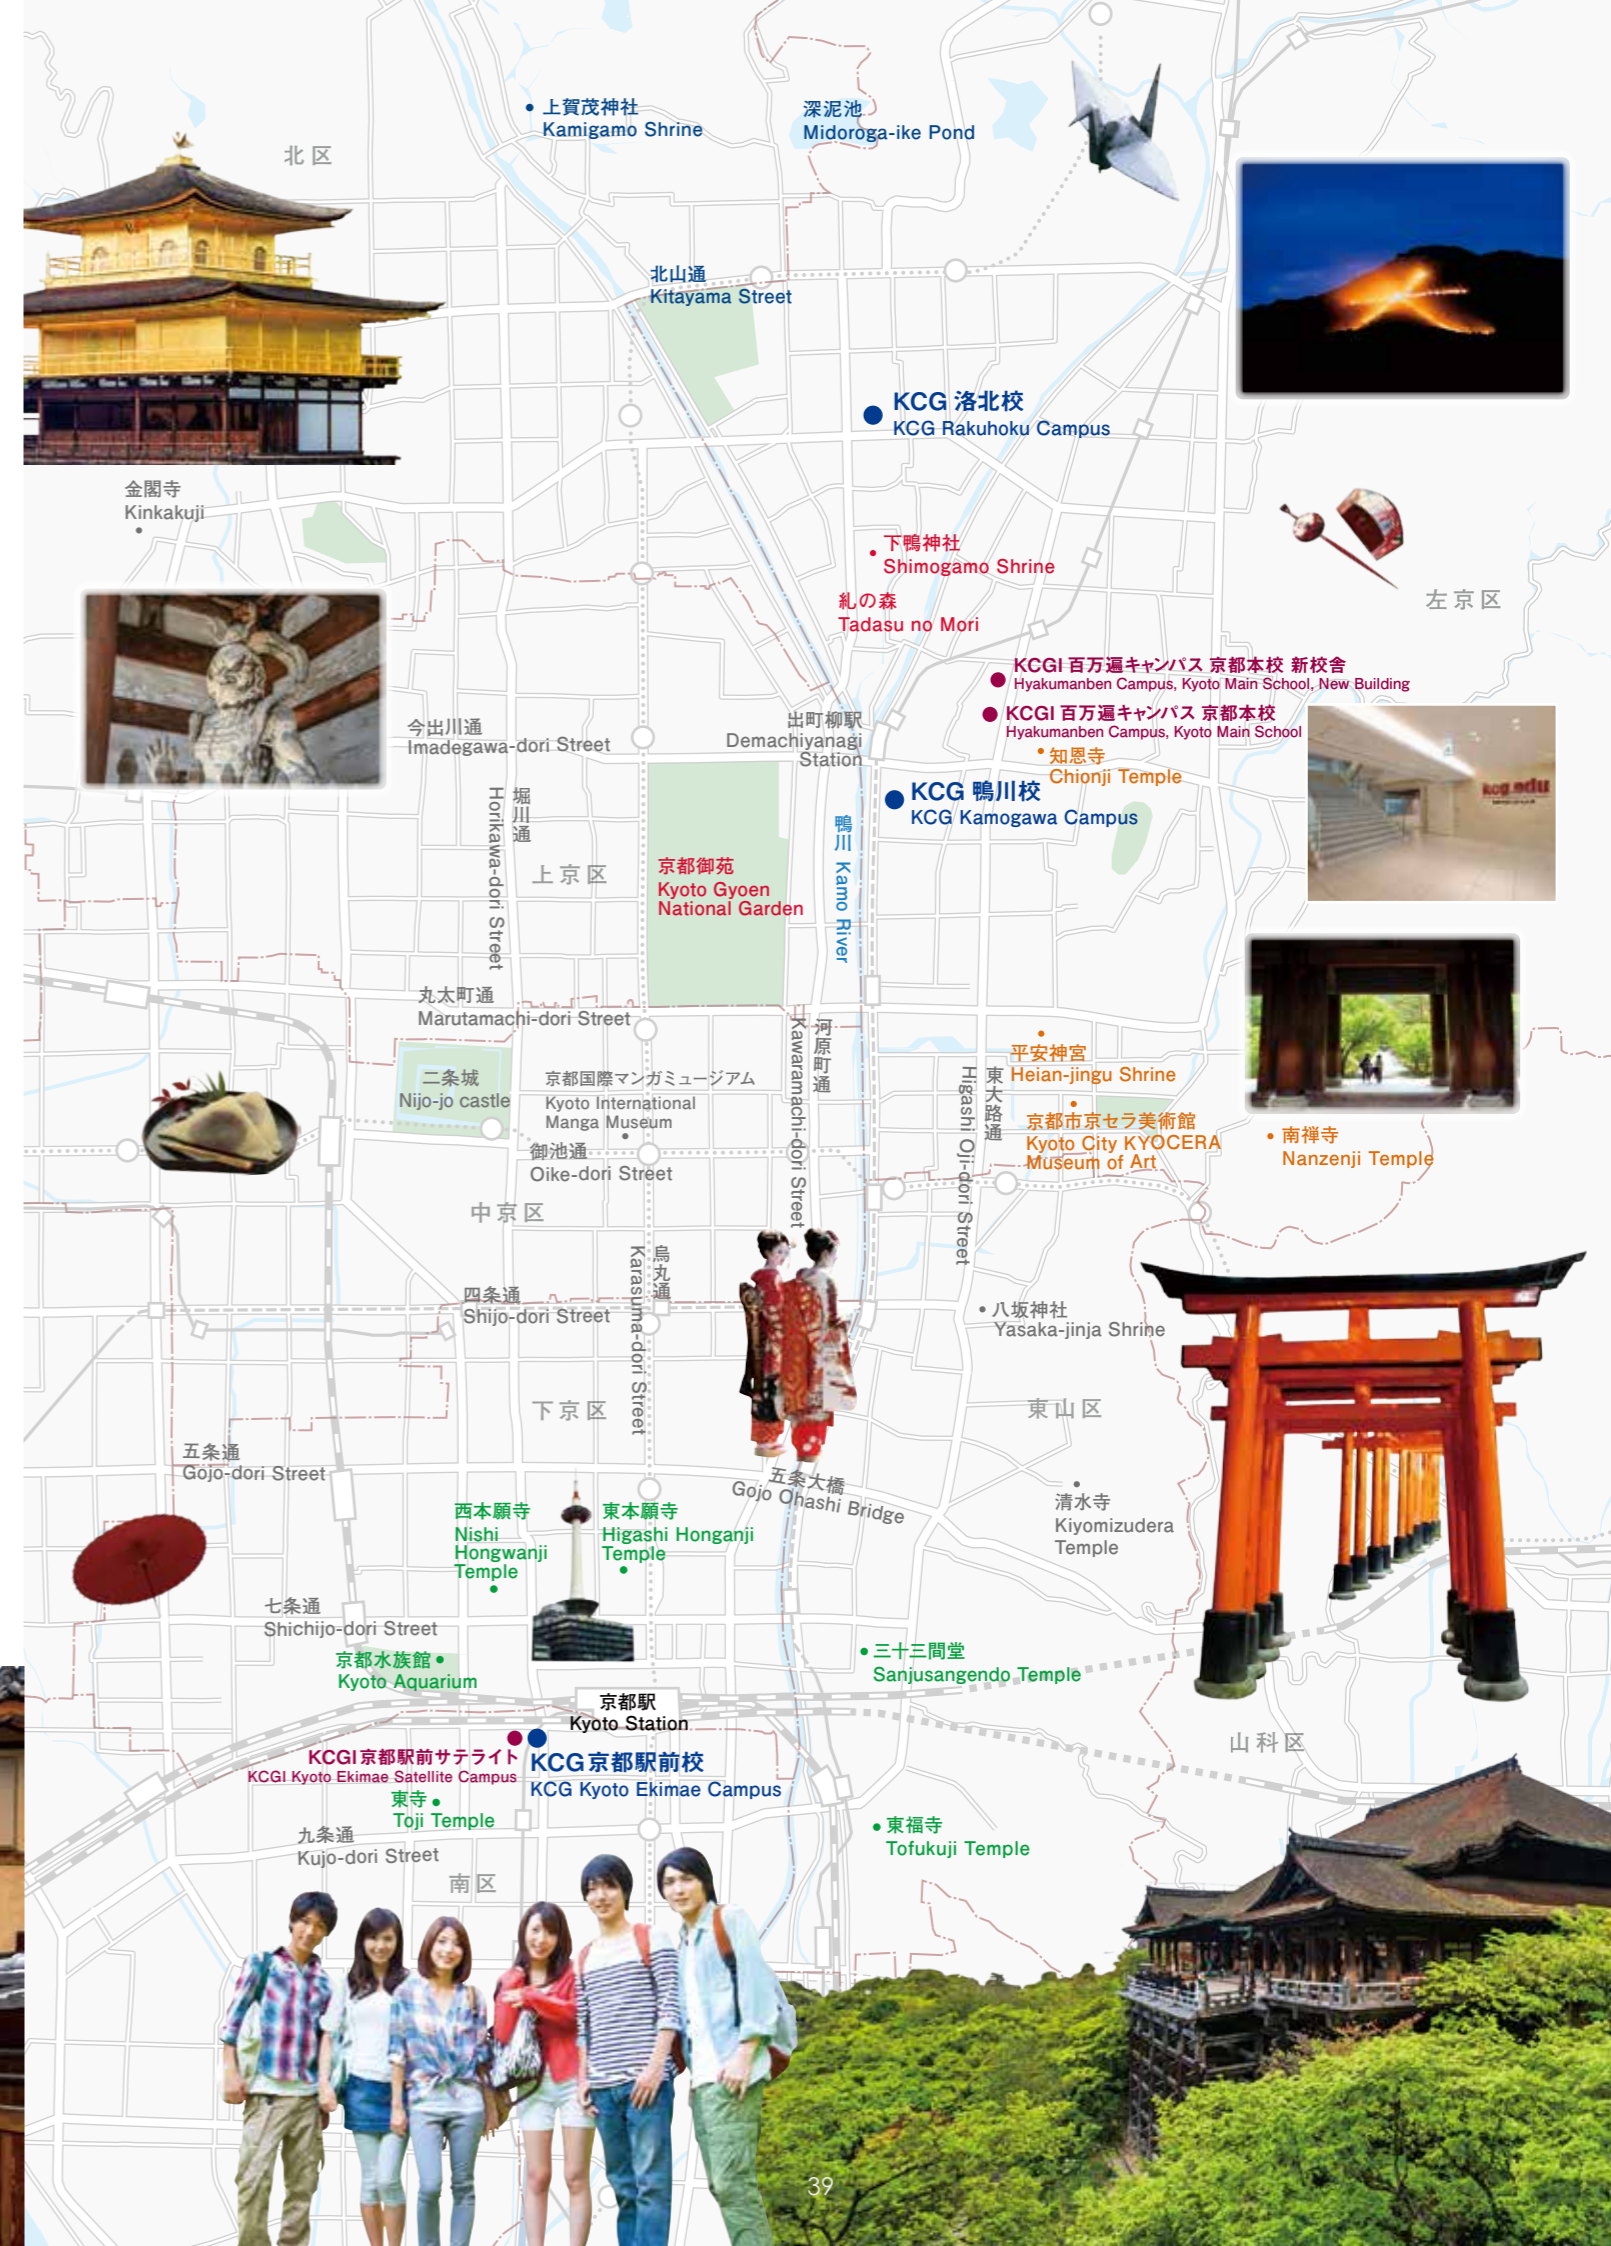 上賀茂神社
Kamigamo Shrine
深泥池
Midoroga-ike Pond
北区
北山通
Kitayama Street
KCG 洛北校
KCG Rakuhoku Campus
金閣寺
Kinkakuji
下鴨神社
Shimogamo Shrine
糺の森
Tadasu no Mori
左京区
KCGI 百万遍キャンパス 京都本校 新校舎
Hyakumanben Campus, Kyoto Main School, New Building
KCGI 百万遍キャンパス 京都本校
Hyakumanben Campus, Kyoto Main School
今出川通
Imadegawa-dori Street
出町柳駅
Demachiyanagi
Station
知恩寺
Chionji Temple
KCG 鴨川校
KCG Kamogawa Campus
kcg.edu
堀川通
Horikawa-dori Street
鴨川 Kamo River
上京区
京都御苑
Kyoto Gyoen
National Garden
丸太町通
Marutamachi-dori Street
河原町通
Kawaramachi-dori Street
平安神宮
Heian-jingu Shrine
東大路通
Higashi Oji-dori Street
二条城
Nijo-jo castle
京都国際マンガミュージアム
Kyoto International
Manga Museum
京都市京セラ美術館
Kyoto City KYOCERA
Museum of Art
南禅寺
Nanzenji Temple
御池通
Oike-dori Street
中京区
烏丸通
Karasuma-dori Street
四条通
Shijo-dori Street
八坂神社
Yasaka-jinja Shrine
下京区
東山区
五条通
Gojo-dori Street
五条大橋
Gojo Ohashi Bridge
清水寺
Kiyomizudera
Temple
西本願寺
Nishi
Hongwanji
Temple
東本願寺
Higashi Honganji
Temple
七条通
Shichijo-dori Street
京都水族館
Kyoto Aquarium
三十三間堂
Sanjusangendo Temple
京都駅
Kyoto Station
山科区
KCGI京都駅前サテライト
KCGI Kyoto Ekimae Satellite Campus
KCG京都駅前校
KCG Kyoto Ekimae Campus
東寺
Toji Temple
東福寺
Tofukuji Temple
九条通
Kujo-dori Street
南区
39